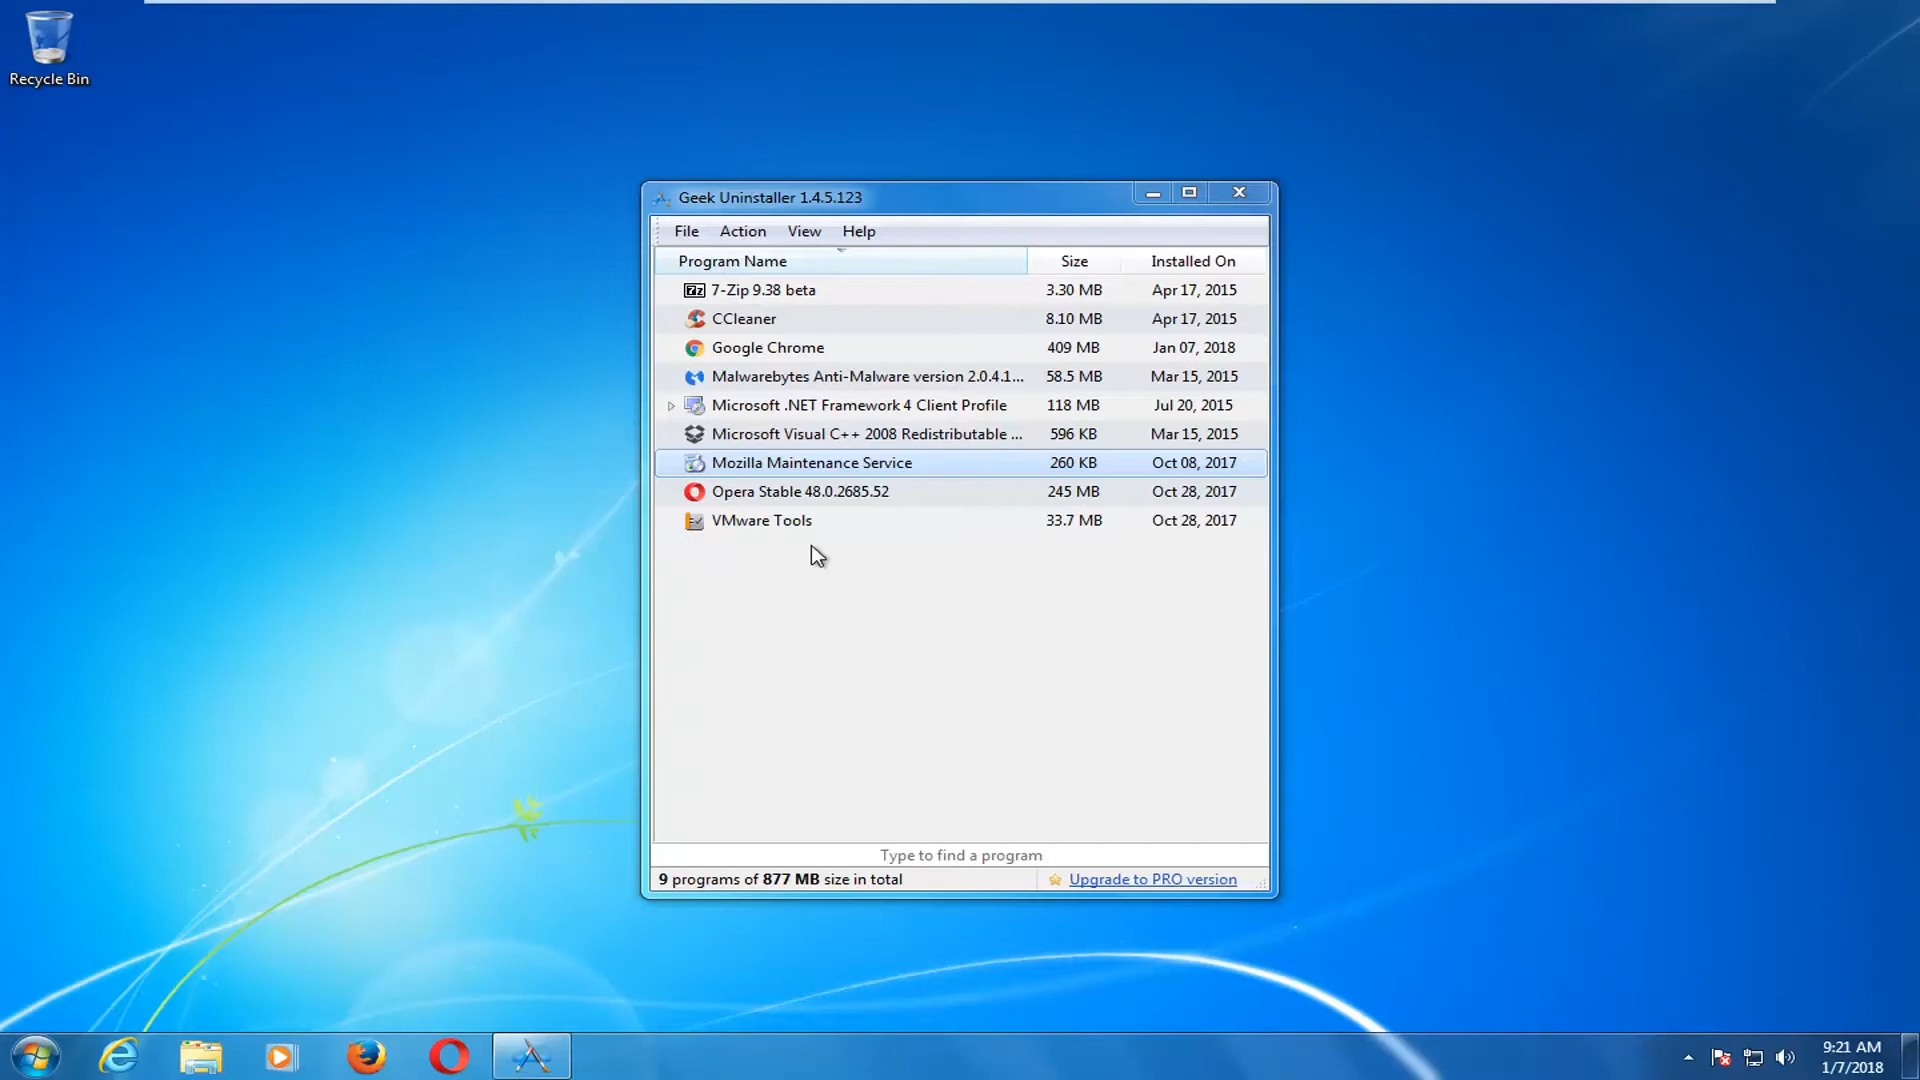 Recycle Bin
Geek Uninstaller 1.4.5.123
File Action View Help
Program Name Size Installed On
7z 7-Zip 9.38 beta 3.30 MB Apr 17, 2015
CCleaner 8.10 MB Apr 17, 2015
Google Chrome 409 MB Jan 07, 2018
Malwarebytes Anti-Malware version 2.0.4.1... 58.5 MB Mar 15, 2015
Microsoft .NET Framework 4 Client Profile 118 MB Jul 20, 2015
Microsoft Visual C++ 2008 Redistributable ... 596 KB Mar 15, 2015
Mozilla Maintenance Service 260 KB Oct 08, 2017
Opera Stable 48.0.2685.52 245 MB Oct 28, 2017
VMware Tools 33.7 MB Oct 28, 2017
Type to find a program
9 programs of 877 MB size in total Upgrade to PRO version
9:21 AM
1/7/2018